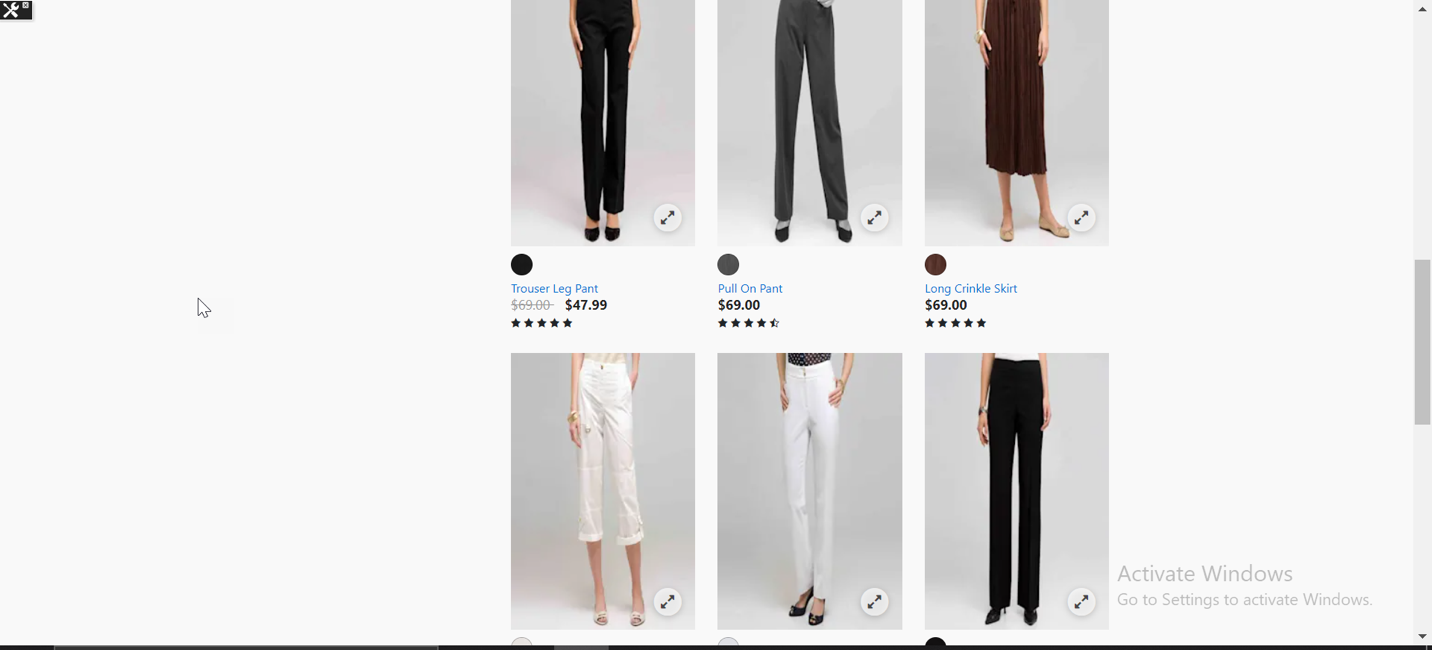 Trouser Leg Pant
$69.00 $47.99
Pull On Pant
$69.00
Long Crinkle Skirt
$69.00
Activate Windows
Go to Settings to activate Windows.